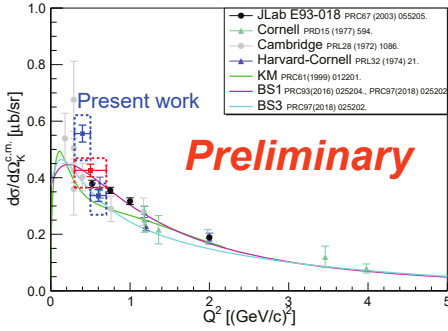 JLab E93-018 PRC67 (2003) 055205.
Cornell PRD15 (1977) 594.
Cambridge PRL28 (1972) 1086.
Harvard-Cornell PRL32 (1974) 21.
KM PRC61(1999) 012201.
BS1 PRC93(2016) 025204., PRC97(2018) 025202
BS3 PRC97(2018) 025202.
Present work
Preliminary
dσ/dΩK c.m. [μb/sr]
1.0
0.8
0.6
0.4
0.2
0.0
0 1 2 3 4 5
Q² [(GeV/c)²]